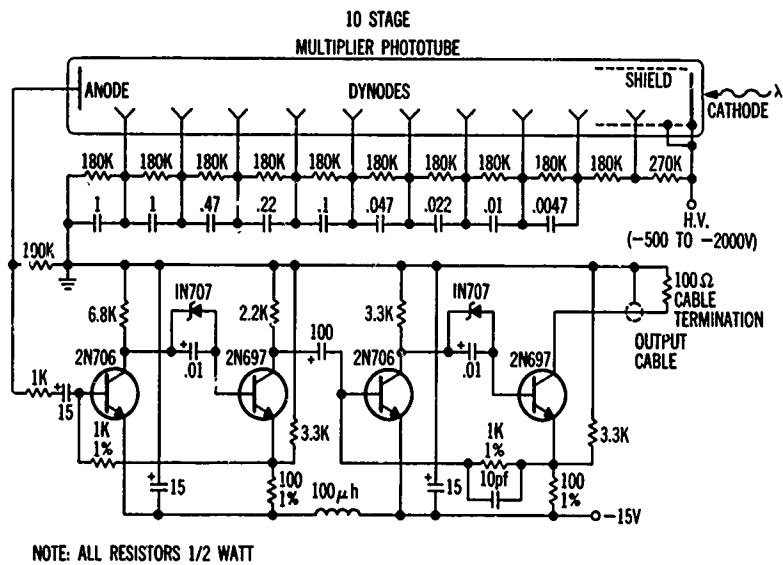 10 STAGE
MULTIPLIER PHOTOTUBE
ANODE
DYNODES
SHIELD
λ
CATHODE
180K 180K 180K 180K 180K 180K 180K 180K 180K 180K 270K
1 1 .47 .22 .1 .047 .022 .01 .0047
H.V.
(-500 TO -2000V)
100K
6.8K
IN707
2.2K
3.3K
IN707
100Ω
CABLE
TERMINATION
OUTPUT
CABLE
2N706
+
.01
2N697
100
+
2N706
+
.01
2N697
1K
+
15
1K
1%
3.3K
1K
1%
10pf
3.3K
+
15
100
1%
100μh
+
15
100
1%
-15V
NOTE: ALL RESISTORS 1/2 WATT